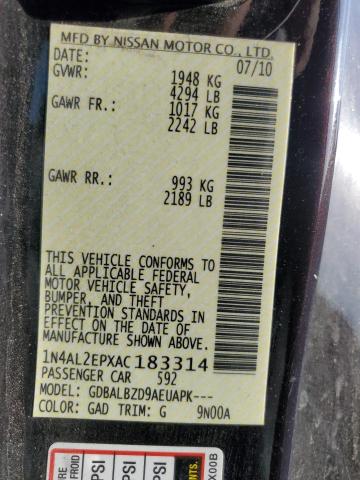 MFD BY NISSAN MOTOR CO., LTD.
DATE: 07/10
GVWR: 1948 KG
4294 LB
GAWR FR.: 1017 KG
2242 LB
GAWR RR.: 993 KG
2189 LB
THIS VEHICLE CONFORMS TO
ALL APPLICABLE FEDERAL
MOTOR VEHICLE SAFETY,
BUMPER, AND THEFT
PREVENTION STANDARDS IN
EFFECT ON THE DATE OF
MANUFACTURE SHOWN ABOVE.
1N4AL2EPXAC183314
PASSENGER CAR 592
MODEL: GDBALBZD9AEUAPK---
COLOR: GAD TRIM: G 9N00A
PSI
PSI
PSI
X00B